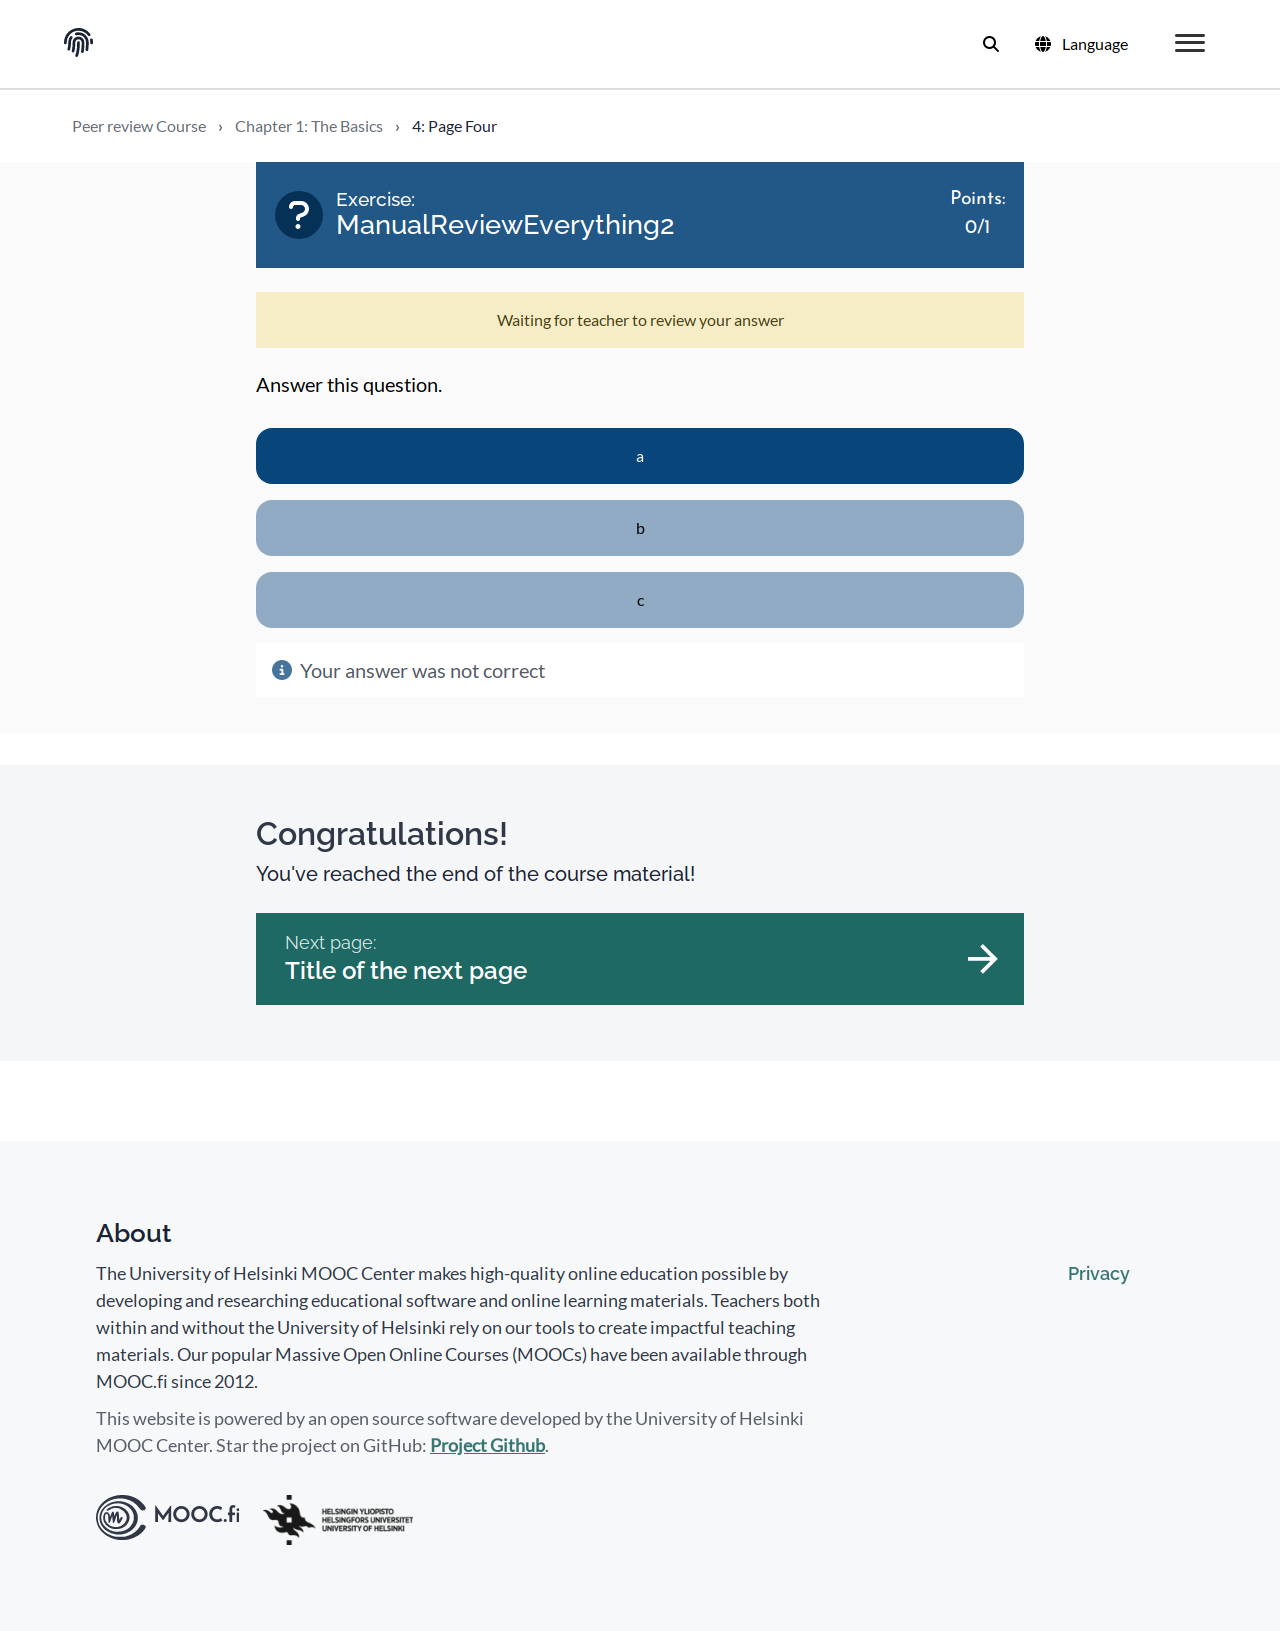 Language
Peer review Course › Chapter 1: The Basics › 4: Page Four
Exercise:
ManualReviewEverything2
Points:
0/1
Waiting for teacher to review your answer
Answer this question.
a
b
c
Your answer was not correct
Congratulations!
You've reached the end of the course material!
Next page:
Title of the next page
About
The University of Helsinki MOOC Center makes high-quality online education possible by
developing and researching educational software and online learning materials. Teachers both
within and without the University of Helsinki rely on our tools to create impactful teaching
materials. Our popular Massive Open Online Courses (MOOCs) have been available through
MOOC.fi since 2012.
Privacy
This website is powered by an open source software developed by the University of Helsinki
MOOC Center. Star the project on GitHub: Project Github.
MOOC.fi
HELSINGIN YLIOPISTO
HELSINGFORS UNIVERSITET
UNIVERSITY OF HELSINKI